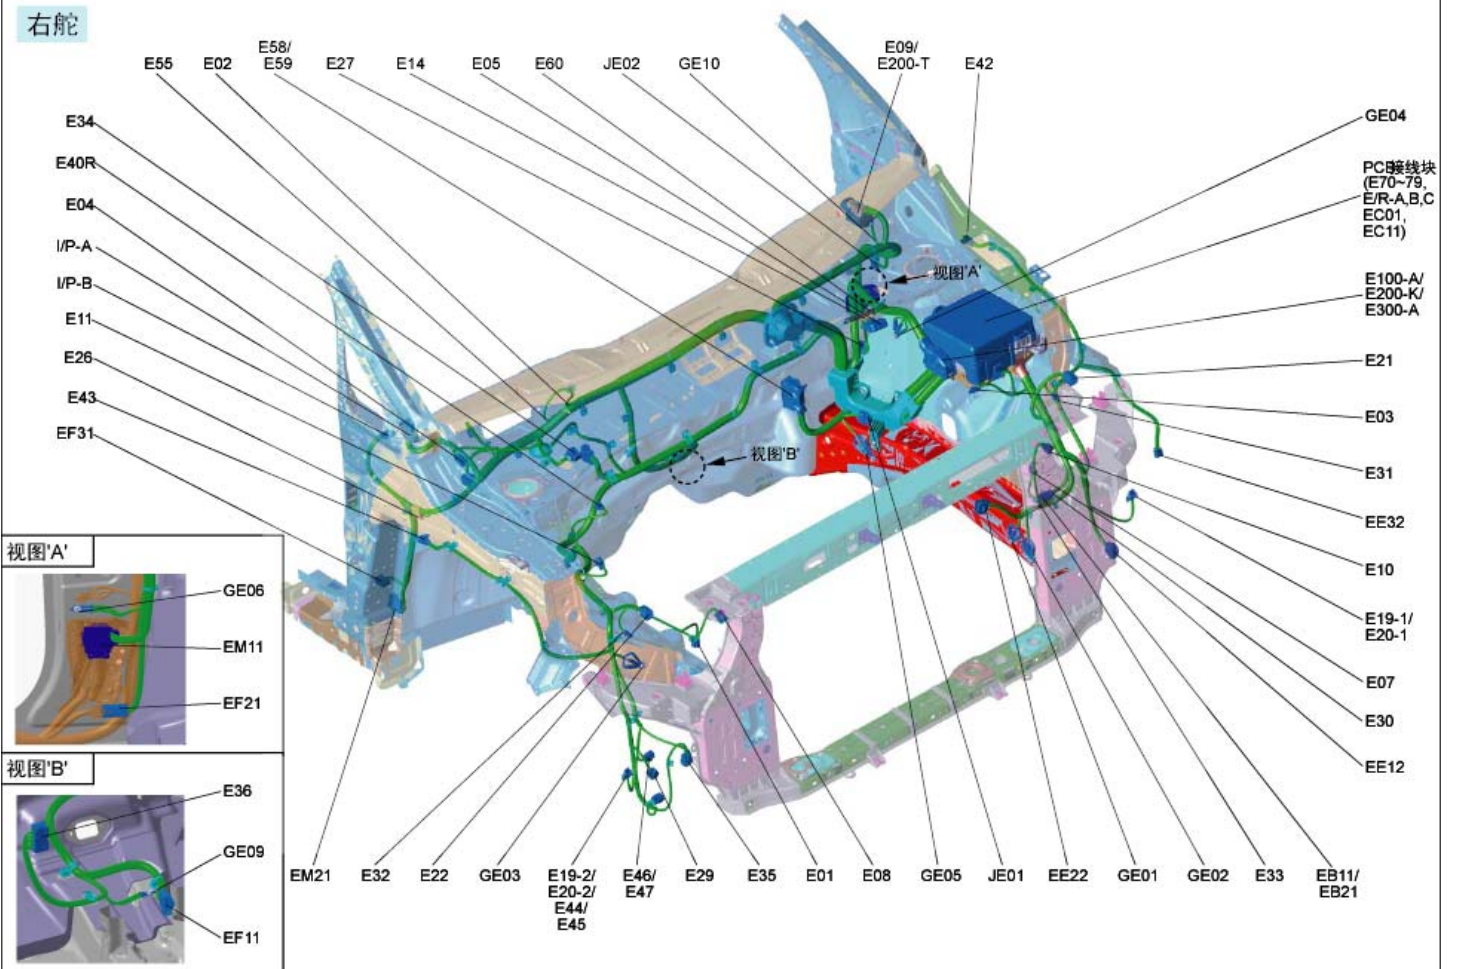 右舵
E58/
E55 E02 E59 E27 E14 E05 E60 JE02 GE10
E09/
E200-T
E42
E34
E40R
E04
I/P-A
I/P-B
E11
E26
E43
EF31
GE04
PCB接线块
(E70~79,
E/R-A,B,C
EC01,
EC11)
E100-A/
E200-K/
E300-A
E21
E03
E31
EE32
E10
E19-1/
E20-1
E07
E30
EE12
视图'A'
视图'B'
视图'A'
GE06
EM11
EF21
视图'B'
E36
GE09
EF11
EM21 E32 E22 GE03
E19-2/
E20-2/
E44/
E45
E46/
E47
E29 E35 E01 E08 GE05 JE01 EE22 GE01 GE02 E33
EB11/
EB21